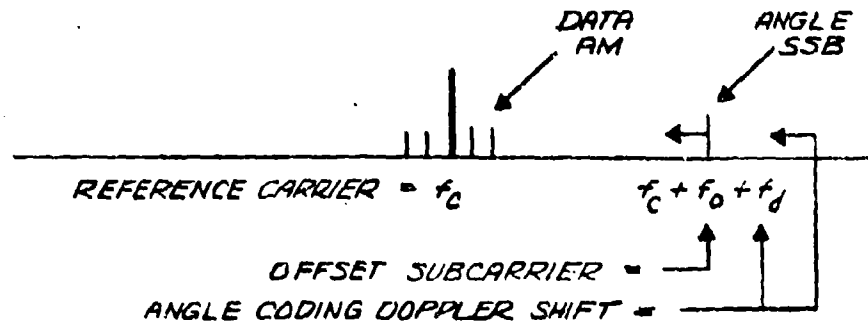 DATA
AM
ANGLE
SSB
REFERENCE CARRIER = fc
fc + fo + fd
OFFSET SUBCARRIER =
ANGLE CODING DOPPLER SHIFT =